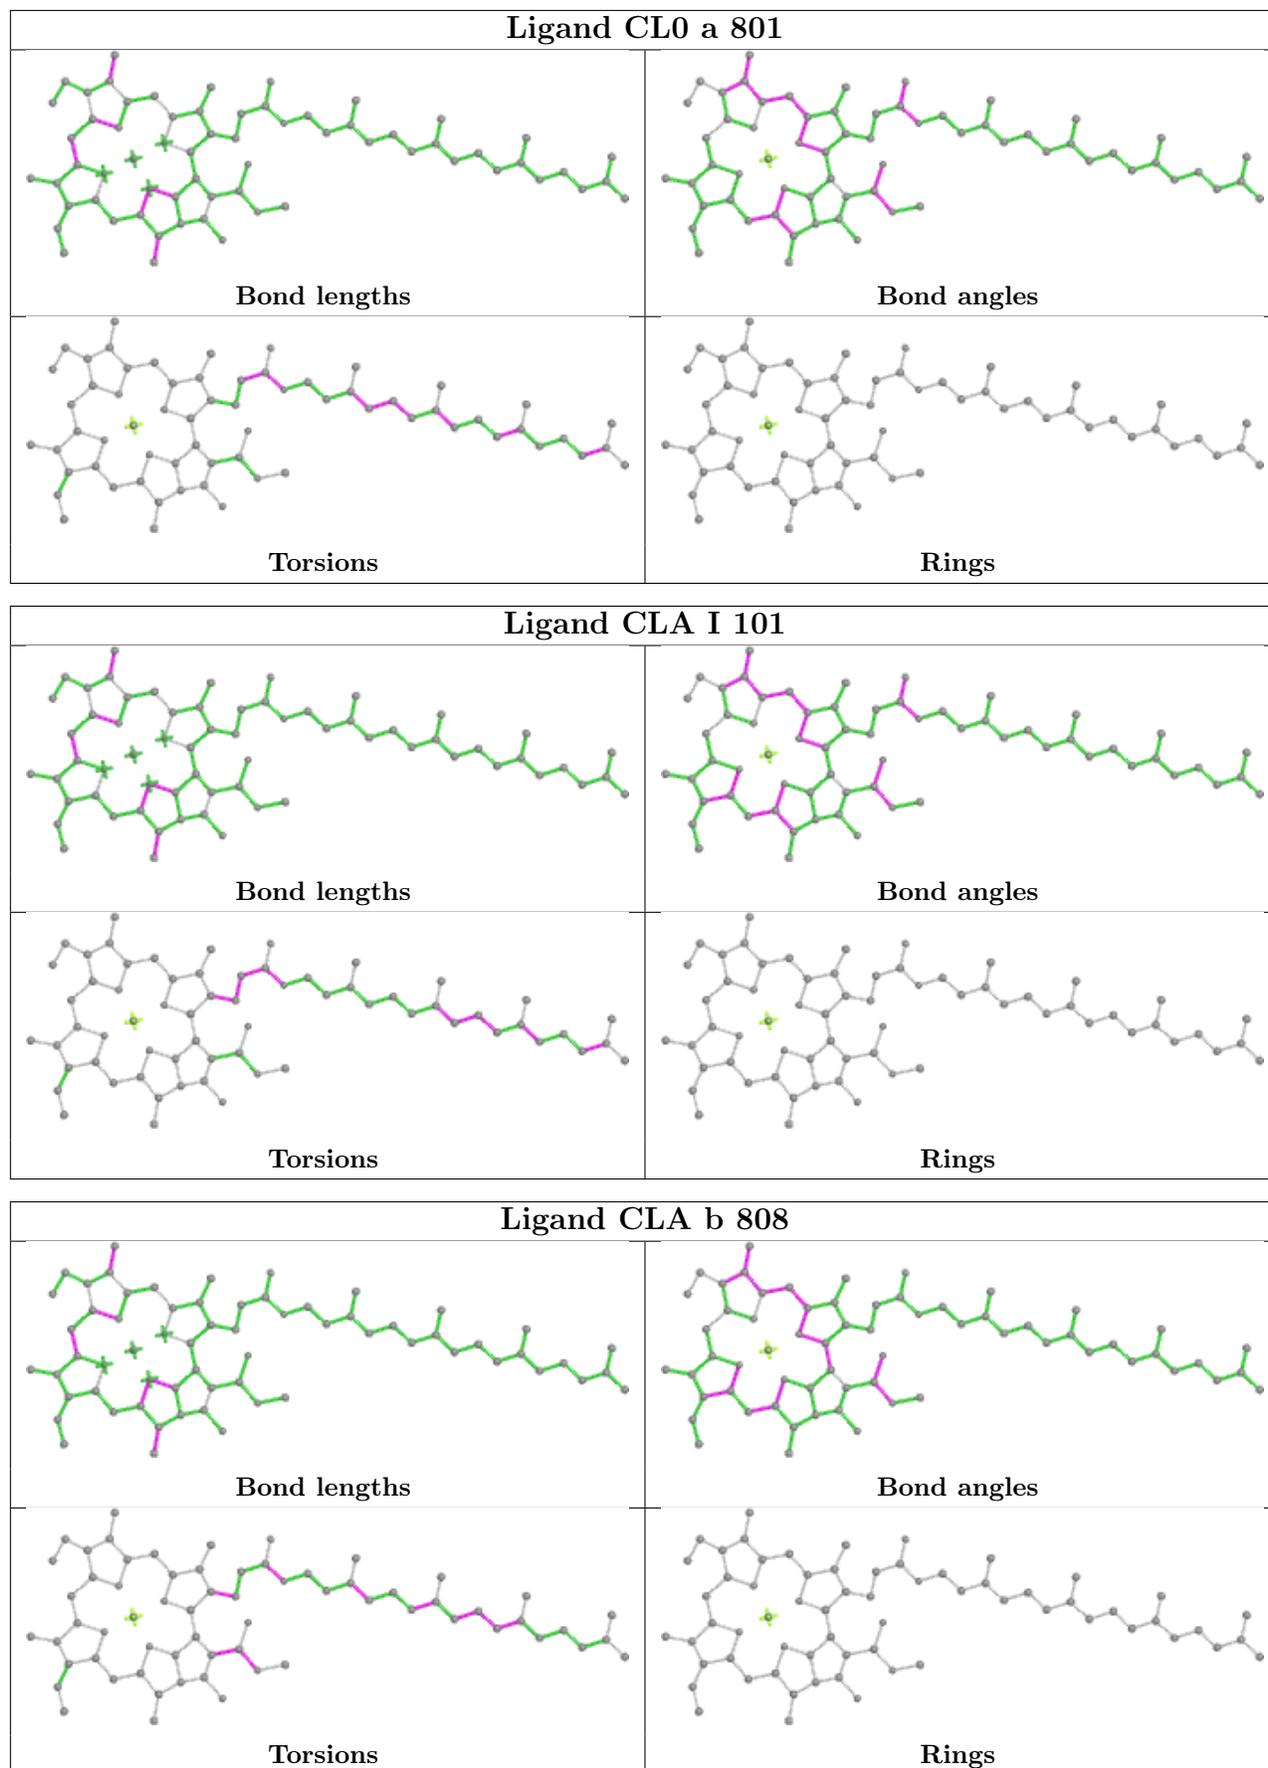 Ligand CL0 a 801
Bond lengths
Bond angles
Torsions
Rings
Ligand CLA I 101
Bond lengths
Bond angles
Torsions
Rings
Ligand CLA b 808
Bond lengths
Bond angles
Torsions
Rings